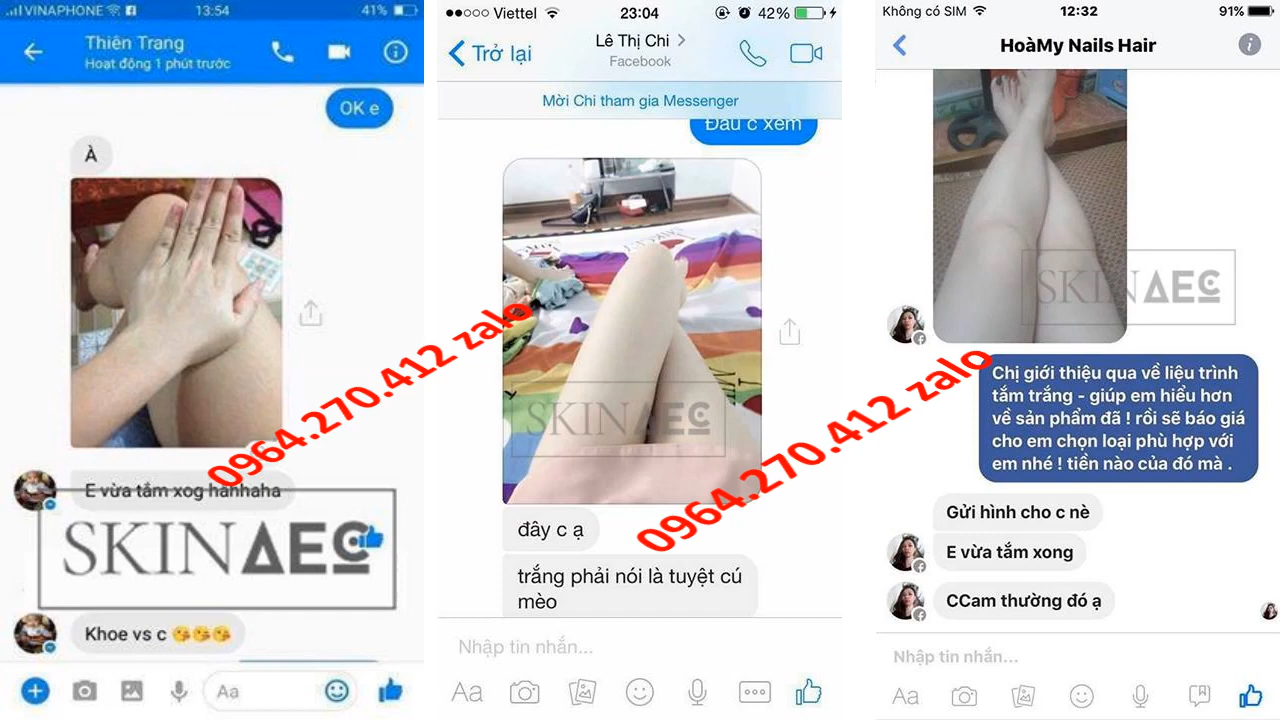 VINAPHONE
13:54
41%
Thiên Trang
Hoạt động 1 phút trước
OK e
À
E vừa tắm xog hahhaha
SKINAEC
Khoe vs c 😘😘😘
Aa
Viettel
23:04
42%
Trở lại
Lê Thị Chi
Facebook
Mời Chi tham gia Messenger
Đâu c xem
SKINAEC
đây c ạ
trắng phải nói là tuyệt cú
mèo
Nhập tin nhắn...
Aa
0964.270.412 zalo
0964.270.412 zalo
Không có SIM
12:32
91%
HoàMy Nails Hair
SKINAEC
Chị giới thiệu qua về liệu trình
tắm trắng - giúp em hiểu hơn
về sản phẩm đã ! rồi sẽ báo giá
cho em chọn loại phù hợp với
em nhé ! tiền nào của đó mà .
Gửi hình cho c nè
E vừa tắm xong
CCam thường đó ạ
Nhập tin nhắn...
Aa